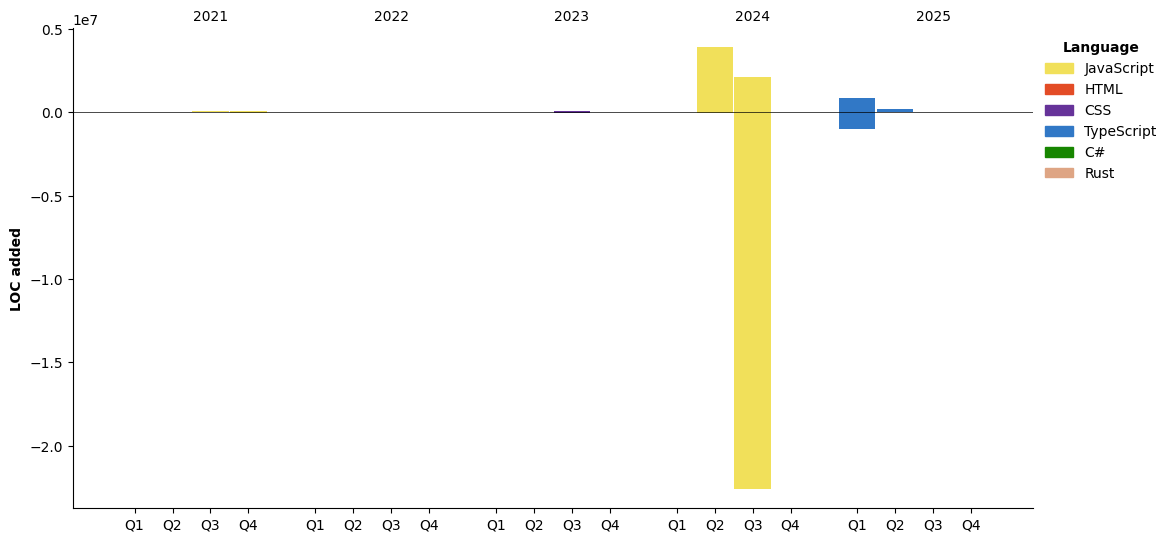 2021 2022 2023 2024 2025
1e7
0.5
0.0
−0.5
−1.0
−1.5
−2.0
LOC added
Q1 Q2 Q3 Q4 Q1 Q2 Q3 Q4 Q1 Q2 Q3 Q4 Q1 Q2 Q3 Q4 Q1 Q2 Q3 Q4
Language
JavaScript
HTML
CSS
TypeScript
C#
Rust